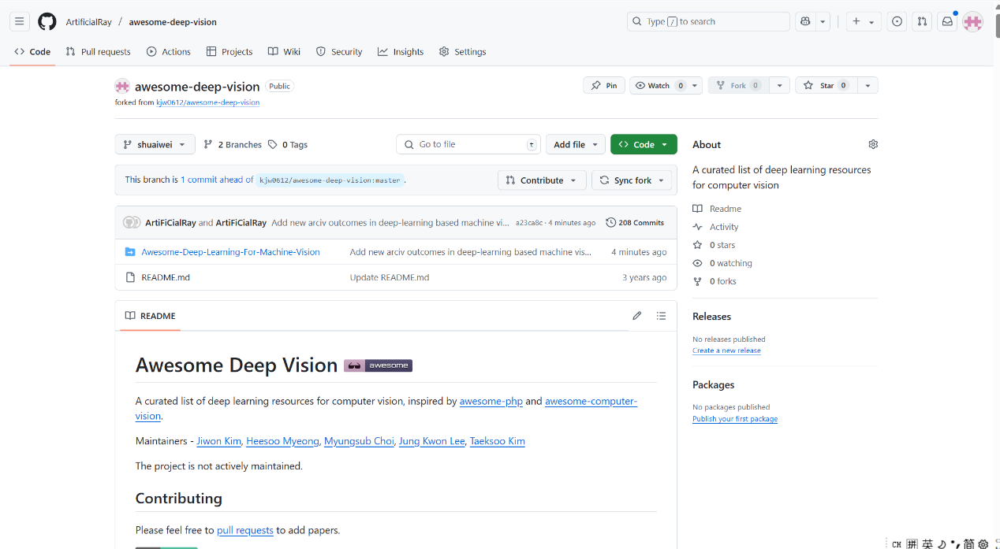 ArtificialRay / awesome-deep-vision Type / to search
Code Pull requests Actions Projects Wiki Security Insights Settings
awesome-deep-vision Public Pin Watch 0 Fork 0 Star 0
forked from kjw0612/awesome-deep-vision
shuaiwei 2 Branches 0 Tags Go to file t Add file Code
This branch is 1 commit ahead of kjw0612/awesome-deep-vision:master . Contribute Sync fork
ArtiFiCialRay and ArtiFiCialRay Add new arciv outcomes in deep-learning based machine vi... a23ca8c · 4 minutes ago 208 Commits
Awesome-Deep-Learning-For-Machine-Vision Add new arciv outcomes in deep-learning based machine vis... 4 minutes ago
README.md Update README.md 3 years ago
README
Awesome Deep Vision awesome
A curated list of deep learning resources for computer vision, inspired by awesome-php and awesome-computer-
vision.
Maintainers - Jiwon Kim, Heesoo Myeong, Myungsub Choi, Jung Kwon Lee, Taeksoo Kim
The project is not actively maintained.
Contributing
Please feel free to pull requests to add papers.
About
A curated list of deep learning resources
for computer vision
Readme
Activity
0 stars
0 watching
0 forks
Releases
No releases published
Create a new release
Packages
No packages published
Publish your first package
CH 拼 英 简